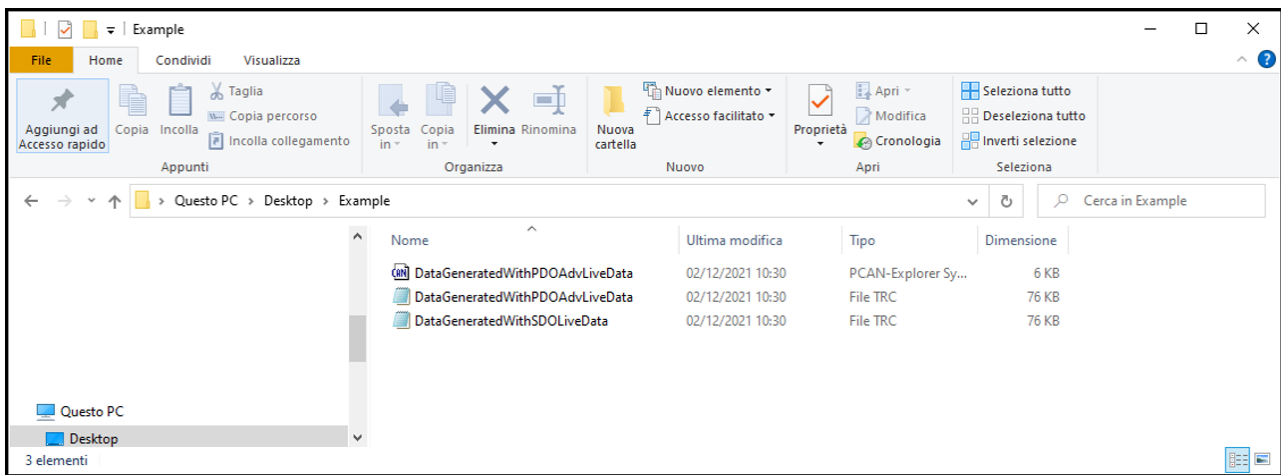 Example
File Home Condividi Visualizza
Aggiungi ad Accesso rapido
Copia
Incolla
Taglia
Copia percorso
Incolla collegamento
Appunti
Sposta in
Copia in
Elimina
Rinomina
Organizza
Nuova cartella
Nuovo elemento
Accesso facilitato
Nuovo
Proprietà
Apri
Modifica
Cronologia
Apri
Seleziona tutto
Deseleziona tutto
Inverti selezione
Seleziona
Questo PC > Desktop > Example
Cerca in Example
Nome Ultima modifica Tipo Dimensione
CAN DataGeneratedWithPDOAdvLiveData 02/12/2021 10:30 PCAN-Explorer Sy... 6 KB
DataGeneratedWithPDOAdvLiveData 02/12/2021 10:30 File TRC 76 KB
DataGeneratedWithSDOLiveData 02/12/2021 10:30 File TRC 76 KB
Questo PC
Desktop
3 elementi